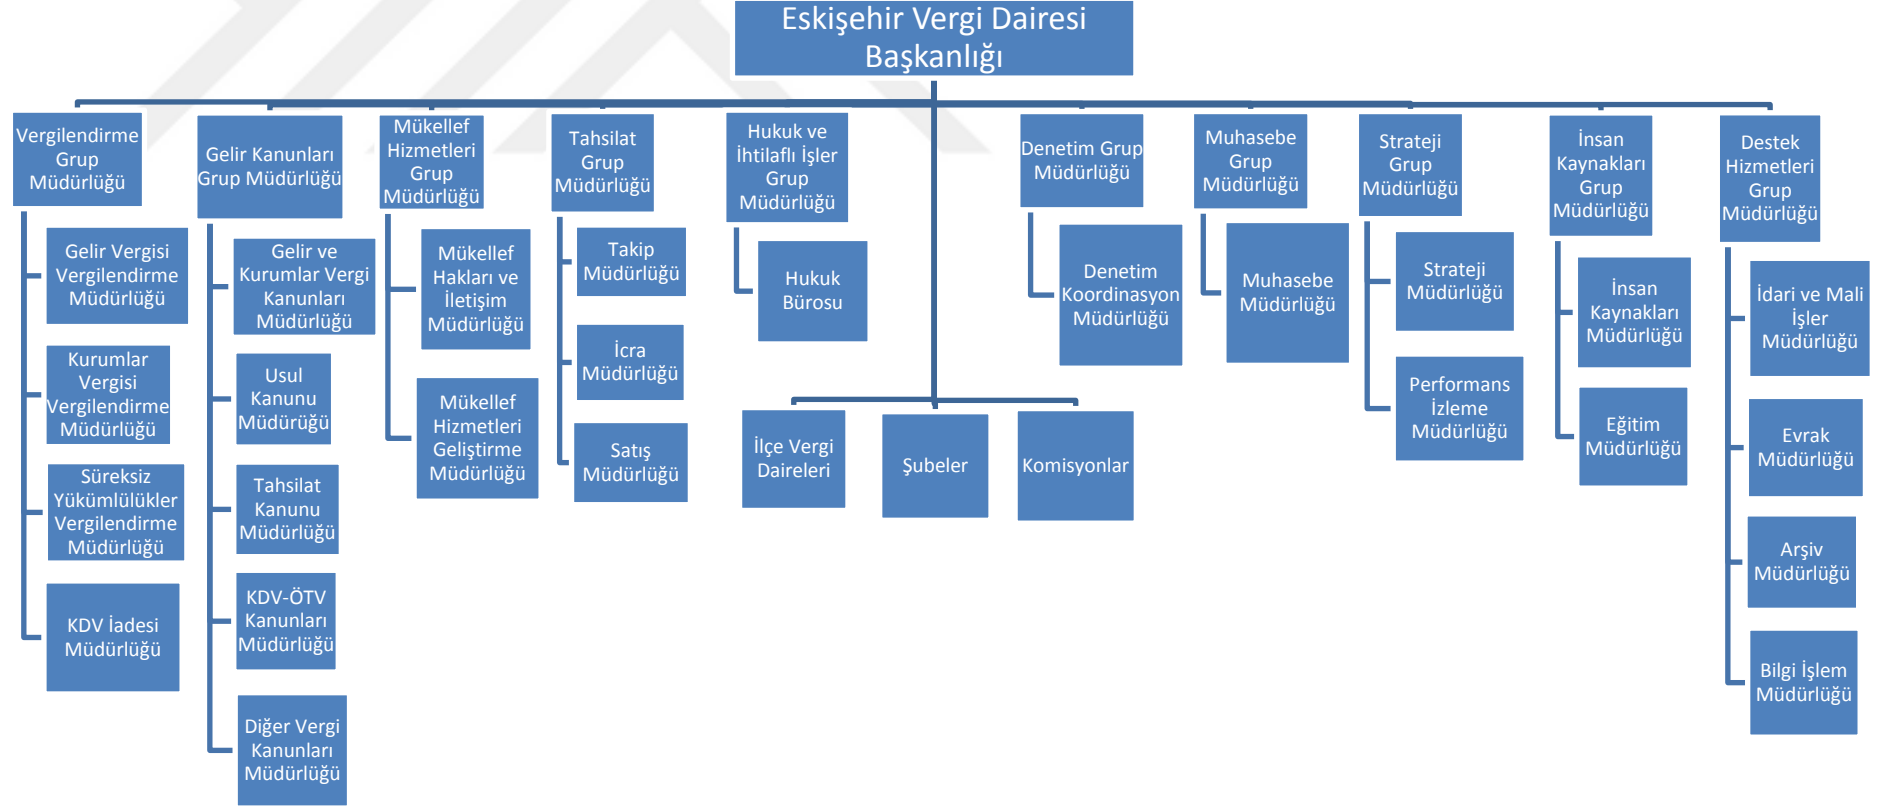 Eskişehir Vergi Dairesi
Başkanlığı
Vergilendirme
Grup
Müdürlüğü
Gelir Vergisi
Vergilendirme
Müdürlüğü
Kurumlar
Vergisi
Vergilendirme
Müdürlüğü
Süreksiz
Yükümlülükler
Vergilendirme
Müdürlüğü
KDV İadesi
Müdürlüğü
Gelir Kanunları
Grup Müdürlüğü
Gelir ve
Kurumlar Vergi
Kanunları
Müdürlüğü
Usul
Kanunu
Müdürüğü
Tahsilat
Kanunu
Müdürlüğü
KDV-ÖTV
Kanunları
Müdürlüğü
Diğer Vergi
Kanunları
Müdürlüğü
Mükellef
Hizmetleri
Grup
Müdürlüğü
Mükellef
Hakları ve
İletişim
Müdürlüğü
Mükellef
Hizmetleri
Geliştirme
Müdürlüğü
Tahsilat
Grup
Müdürlüğü
Takip
Müdürlüğü
İcra
Müdürlüğü
Satış
Müdürlüğü
Hukuk ve
İhtilaflı İşler
Grup
Müdürlüğü
Hukuk
Bürosu
İlçe Vergi
Daireleri
Şubeler
Komisyonlar
Denetim Grup
Müdürlüğü
Denetim
Koordinasyon
Müdürlüğü
Muhasebe
Grup
Müdürlüğü
Muhasebe
Müdürlüğü
Strateji
Grup
Müdürlüğü
Strateji
Müdürlüğü
Performans
İzleme
Müdürlüğü
İnsan
Kaynakları
Grup
Müdürlüğü
İnsan
Kaynakları
Müdürlüğü
Eğitim
Müdürlüğü
Destek
Hizmetleri
Grup
Müdürlüğü
İdari ve Mali
İşler
Müdürlüğü
Evrak
Müdürlüğü
Arşiv
Müdürlüğü
Bilgi İşlem
Müdürlüğü